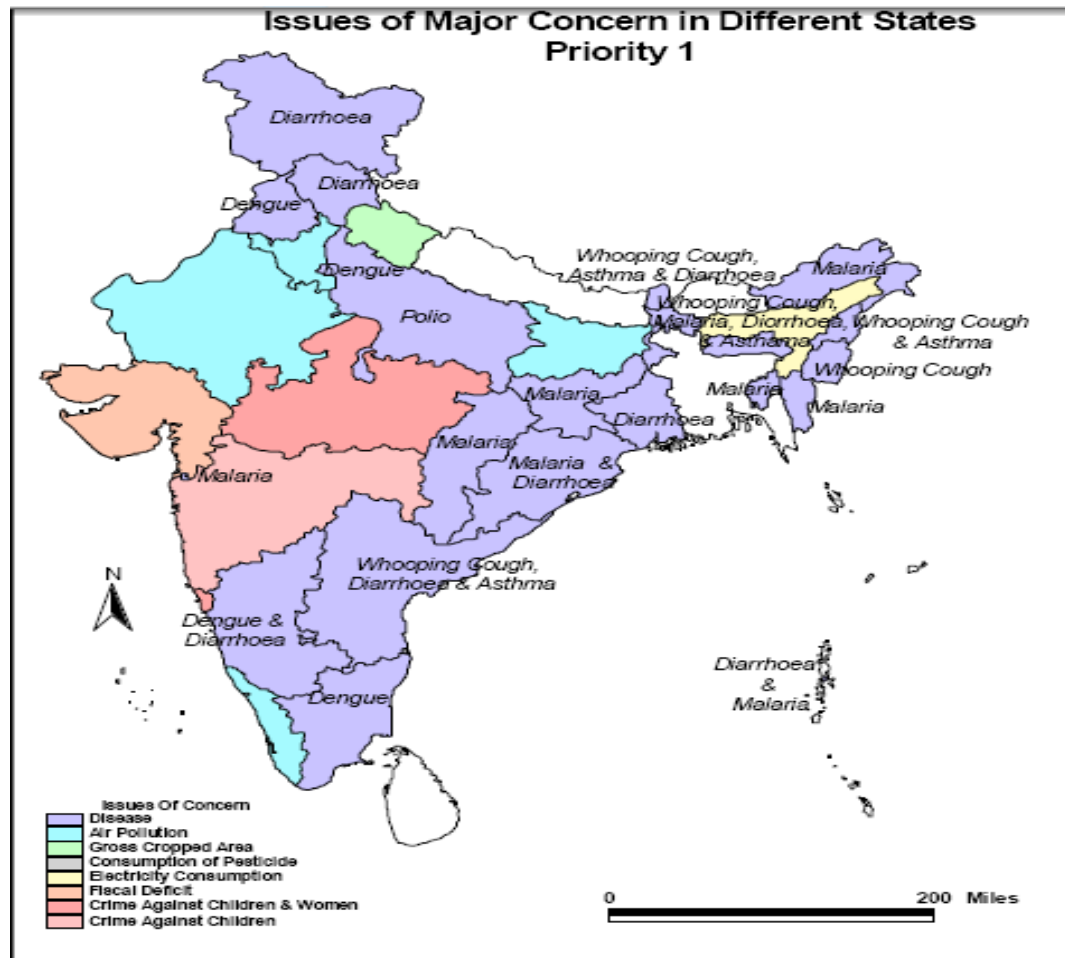 Issues of Major Concern in Different States
Priority 1
Diarrhoea
Diarrhoea
Dengue
Whooping Cough,
Asthma & Diarrhoea
Malaria
Dengue
Whooping Cough,
Malaria, Diorrhoea,
& Asthama
Whooping Cough
& Asthma
Polio
Whooping Cough
Malaria
Malaria
Malaria
Diarrhoea
Malaria
Malaria &
Diarrhoea
Malaria
Whooping Cough,
Diarrhoea & Asthma
N
Dengue &
Diarrhoea
Diarrhoea
&
Malaria
Dengue
Issues Of Concern
Disease
Air Pollution
Gross Cropped Area
Consumption of Pesticide
Electricity Consumption
Fiscal Deficit
Crime Against Children & Women
Crime Against Children
0 200 Miles